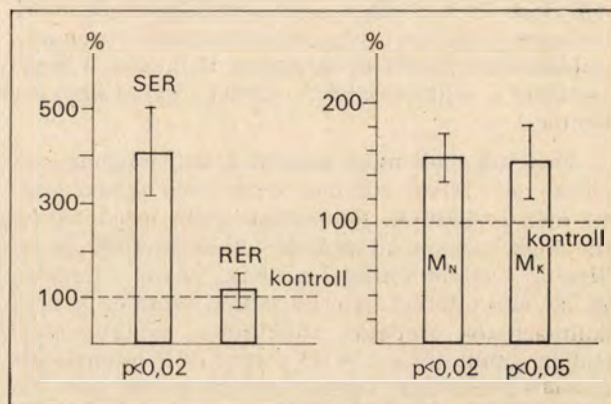 %
SER
500
300
RER
kontroll
100
p<0,02
%
200
100
kontroll
M_N
M_K
p<0,02
p<0,05